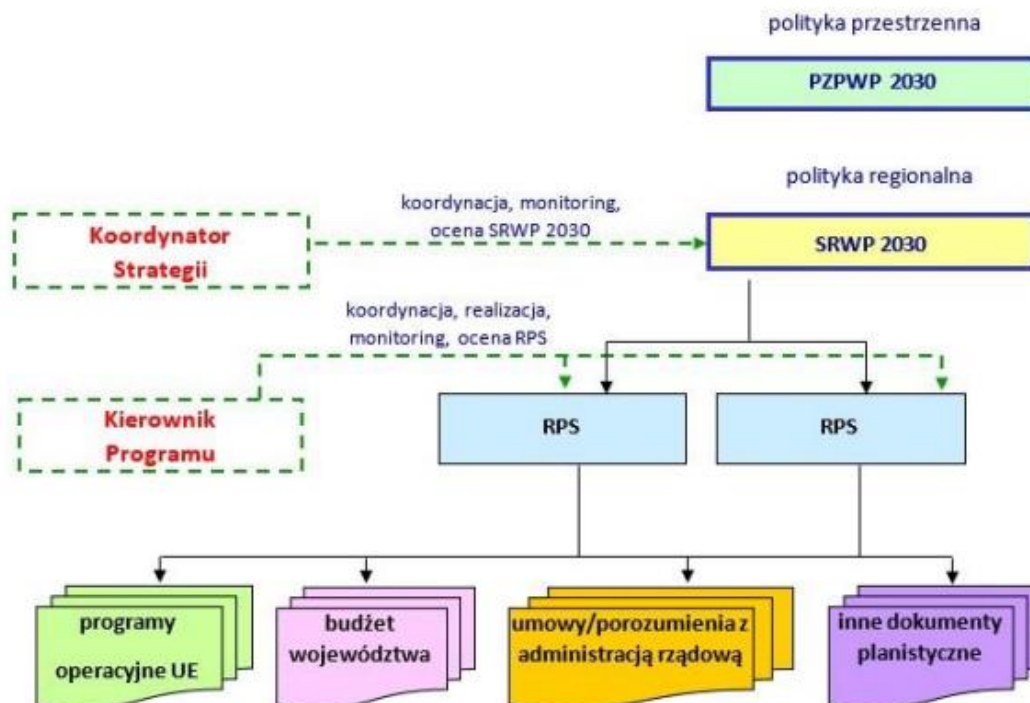 polityka przestrzenna
PZPWP 2030
polityka regionalna
koordynacja, monitoring,
ocena SRWP 2030
Koordynator
Strategii
SRWP 2030
koordynacja, realizacja,
monitoring, ocena RPS
Kierownik
Programu
RPS
RPS
programy
operacyjne UE
budżet
województwa
umowy/porozumienia z
administracją rządową
inne dokumenty
planistyczne